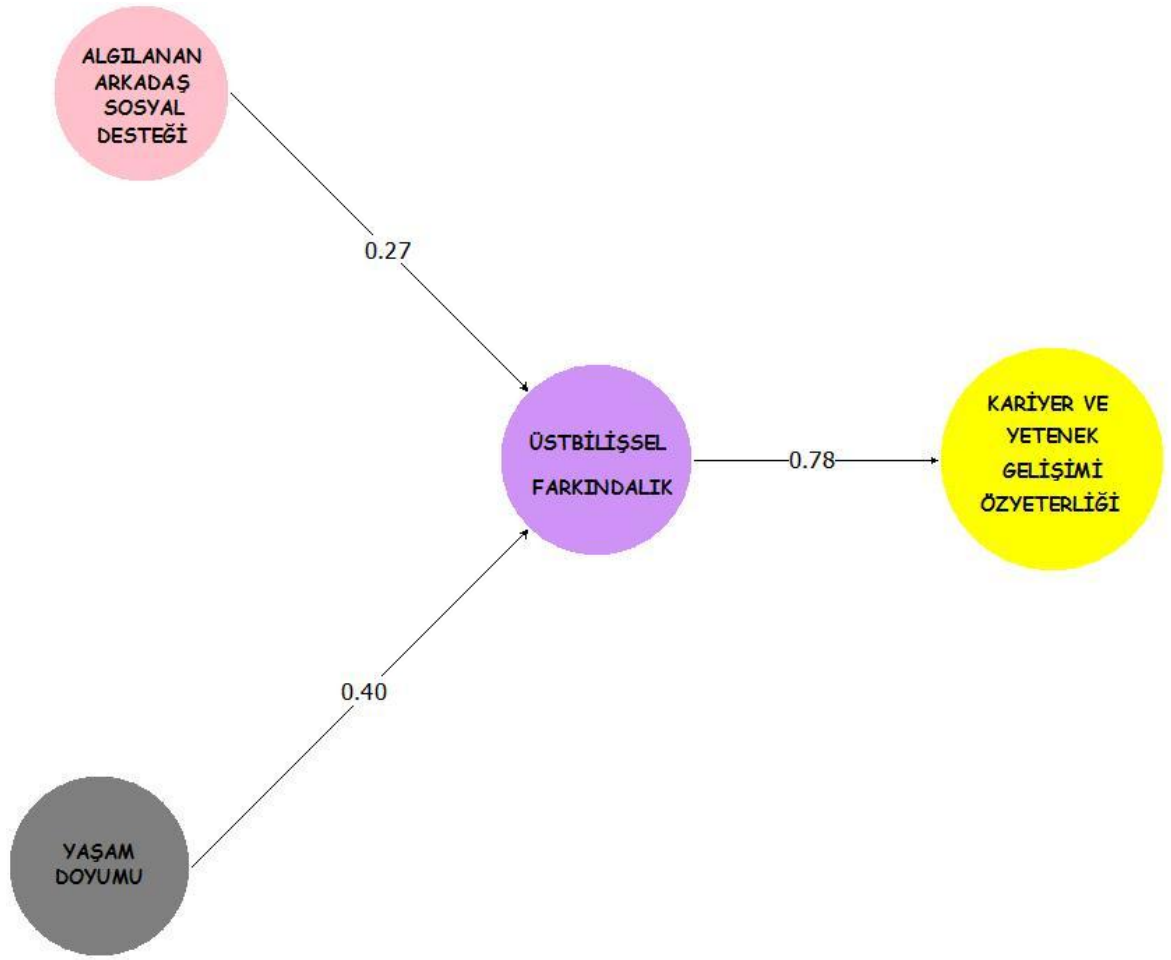 ALGILANAN
ARKADAŞ
SOSYAL
DESTEĞİ
0.27
ÜSTBİLİŞSEL
FARKINDALIK
0.78
KARİYER VE
YETENEK
GELİŞİMİ
ÖZYETERLİĞİ
0.40
YAŞAM
DOYUMU